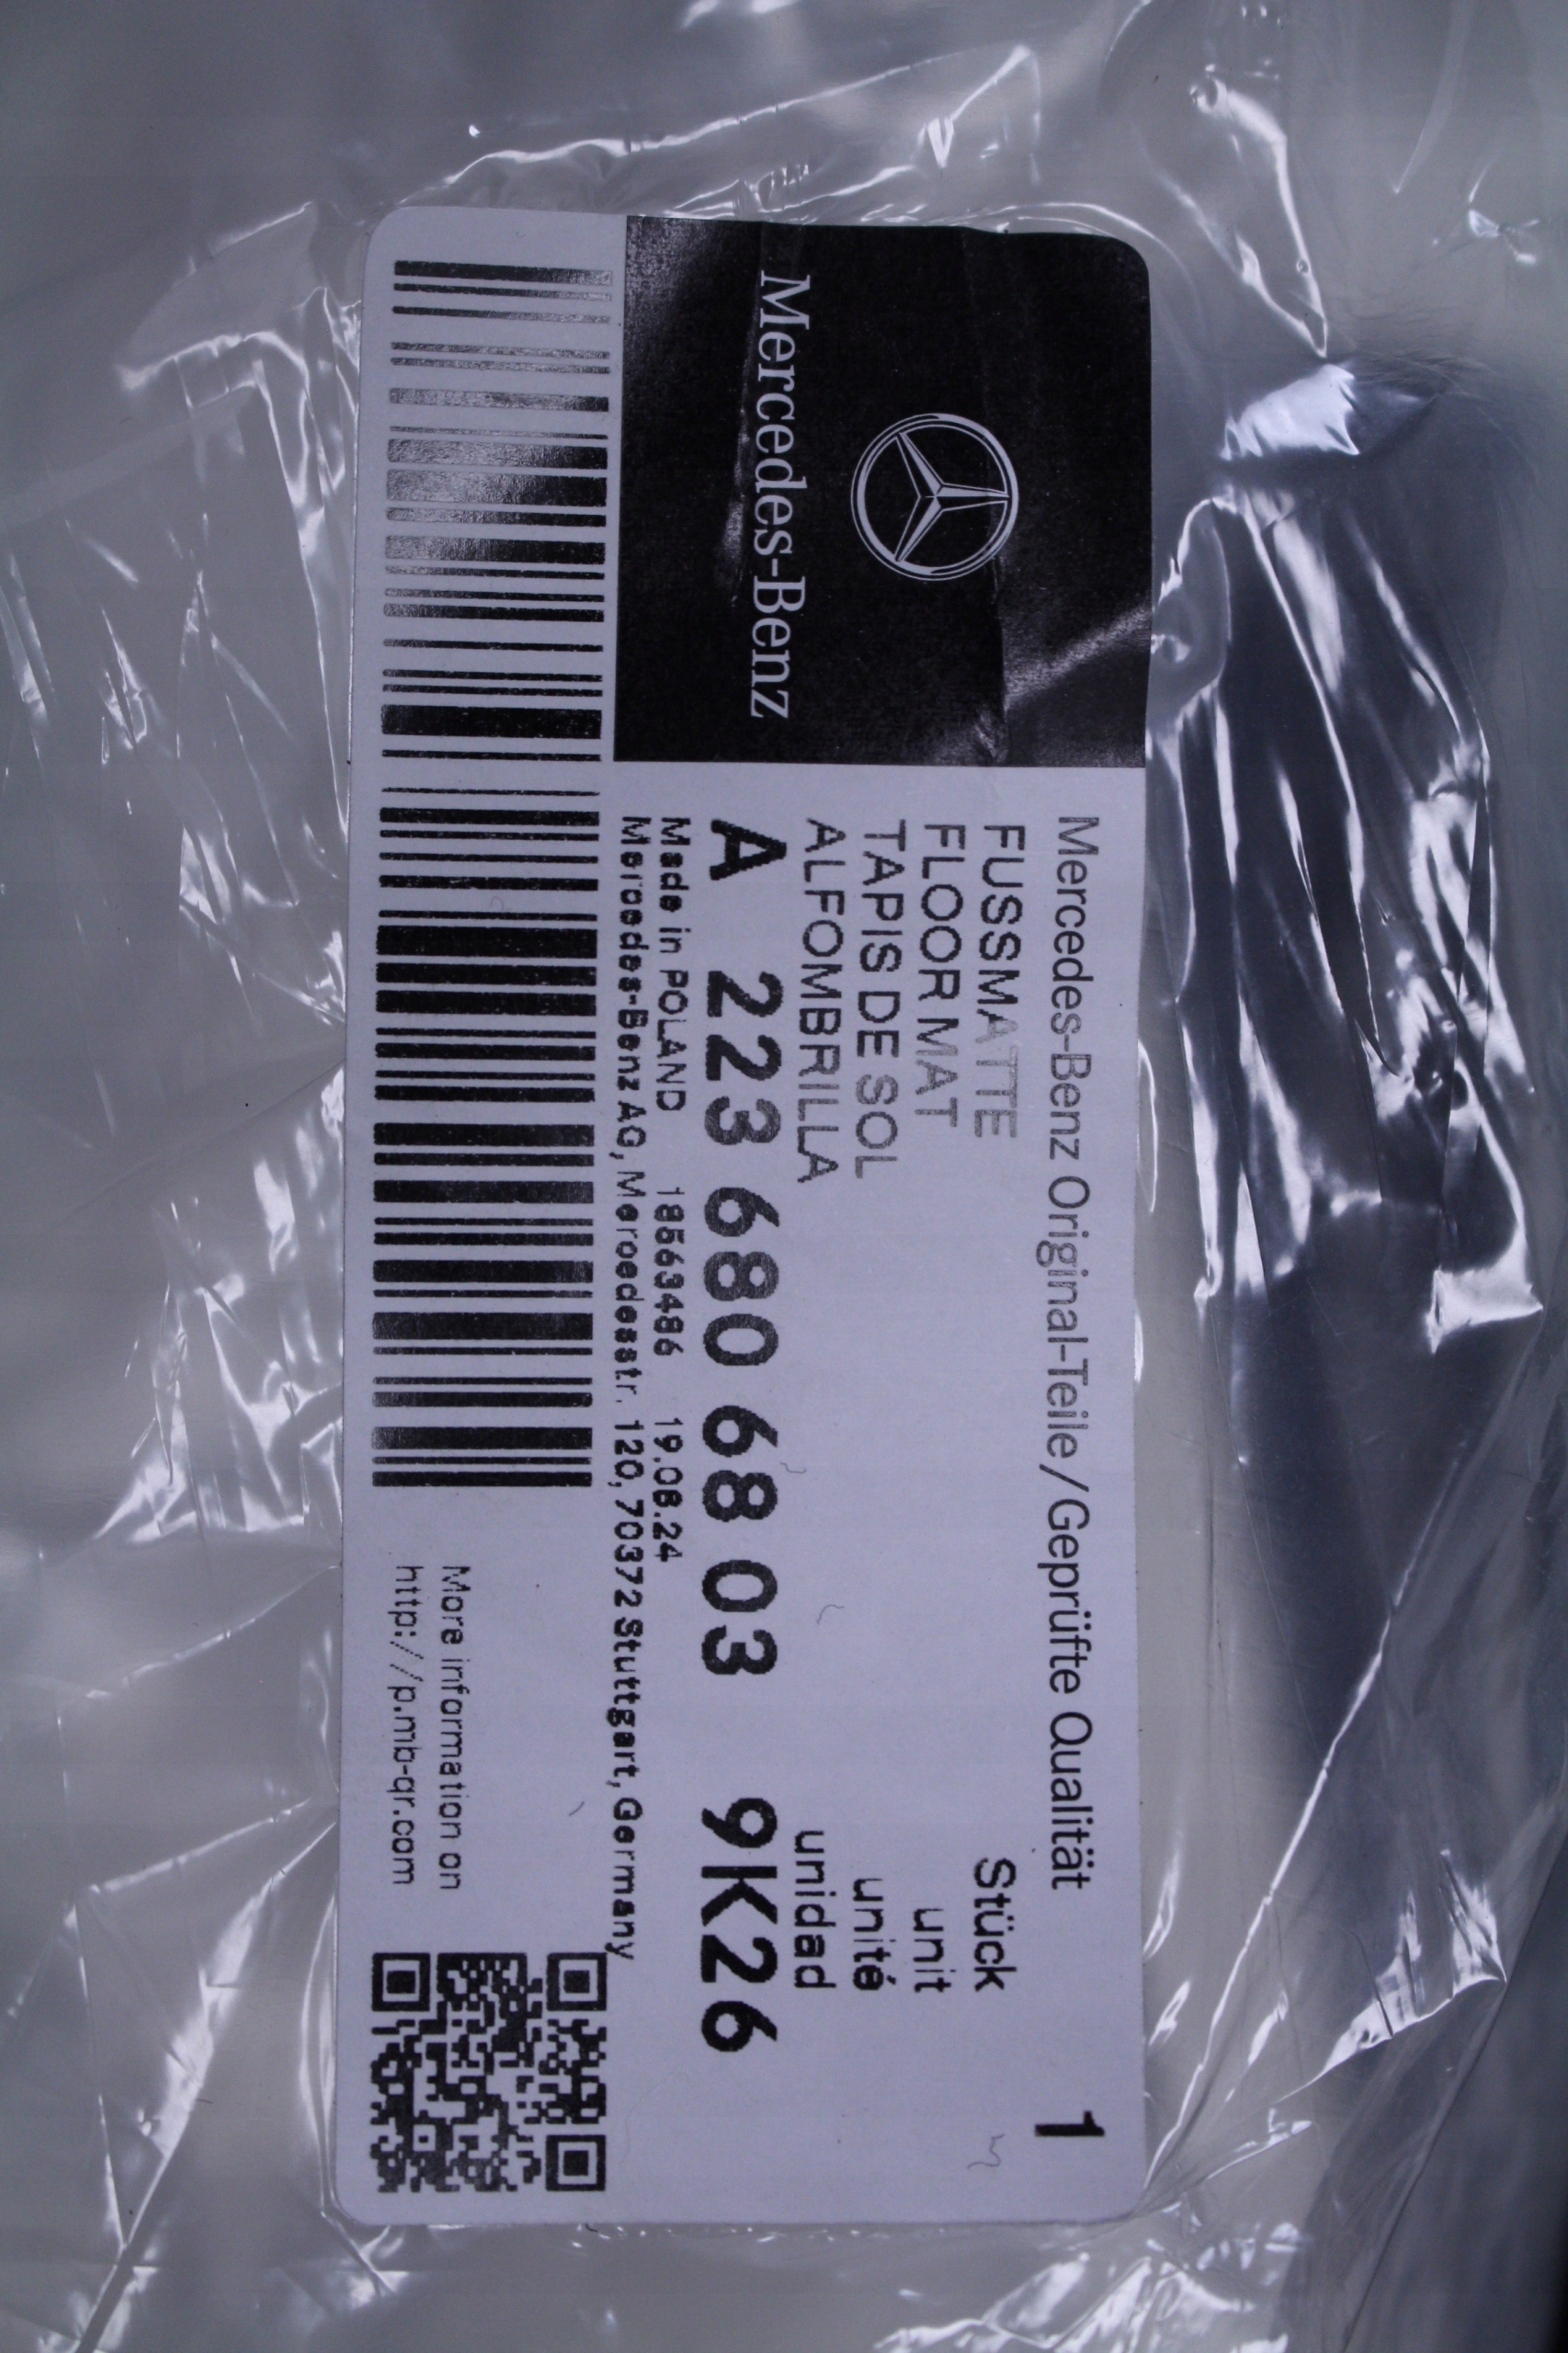 Mercedes-Benz
Mercedes-Benz Original-Teile/Geprüfte Qualität 1
FUSSMATTE Stück
FLOOR MAT unit
TAPIS DE SOL unité
ALFOMBRILLA unidad
A 223 680 68 03 9K26
Made in POLAND 18563486 19.08.24
Mercedes-Benz AG, Mercedesstr. 120, 70372 Stuttgart, Germany
More information on
http://p.mb-qr.com